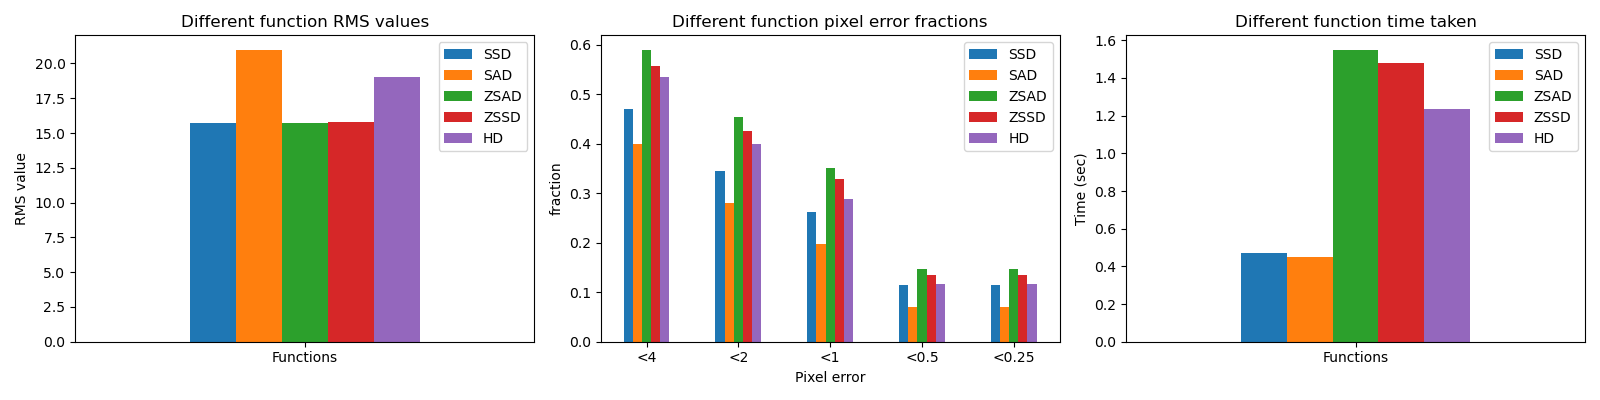 Different function RMS values
RMS value
20.0
17.5
15.0
12.5
10.0
7.5
5.0
2.5
0.0
Functions
SSD
SAD
ZSAD
ZSSD
HD
Different function pixel error fractions
fraction
0.6
0.5
0.4
0.3
0.2
0.1
0.0
<4
<2
<1
<0.5
<0.25
Pixel error
SSD
SAD
ZSAD
ZSSD
HD
Different function time taken
Time (sec)
1.6
1.4
1.2
1.0
0.8
0.6
0.4
0.2
0.0
Functions
SSD
SAD
ZSAD
ZSSD
HD